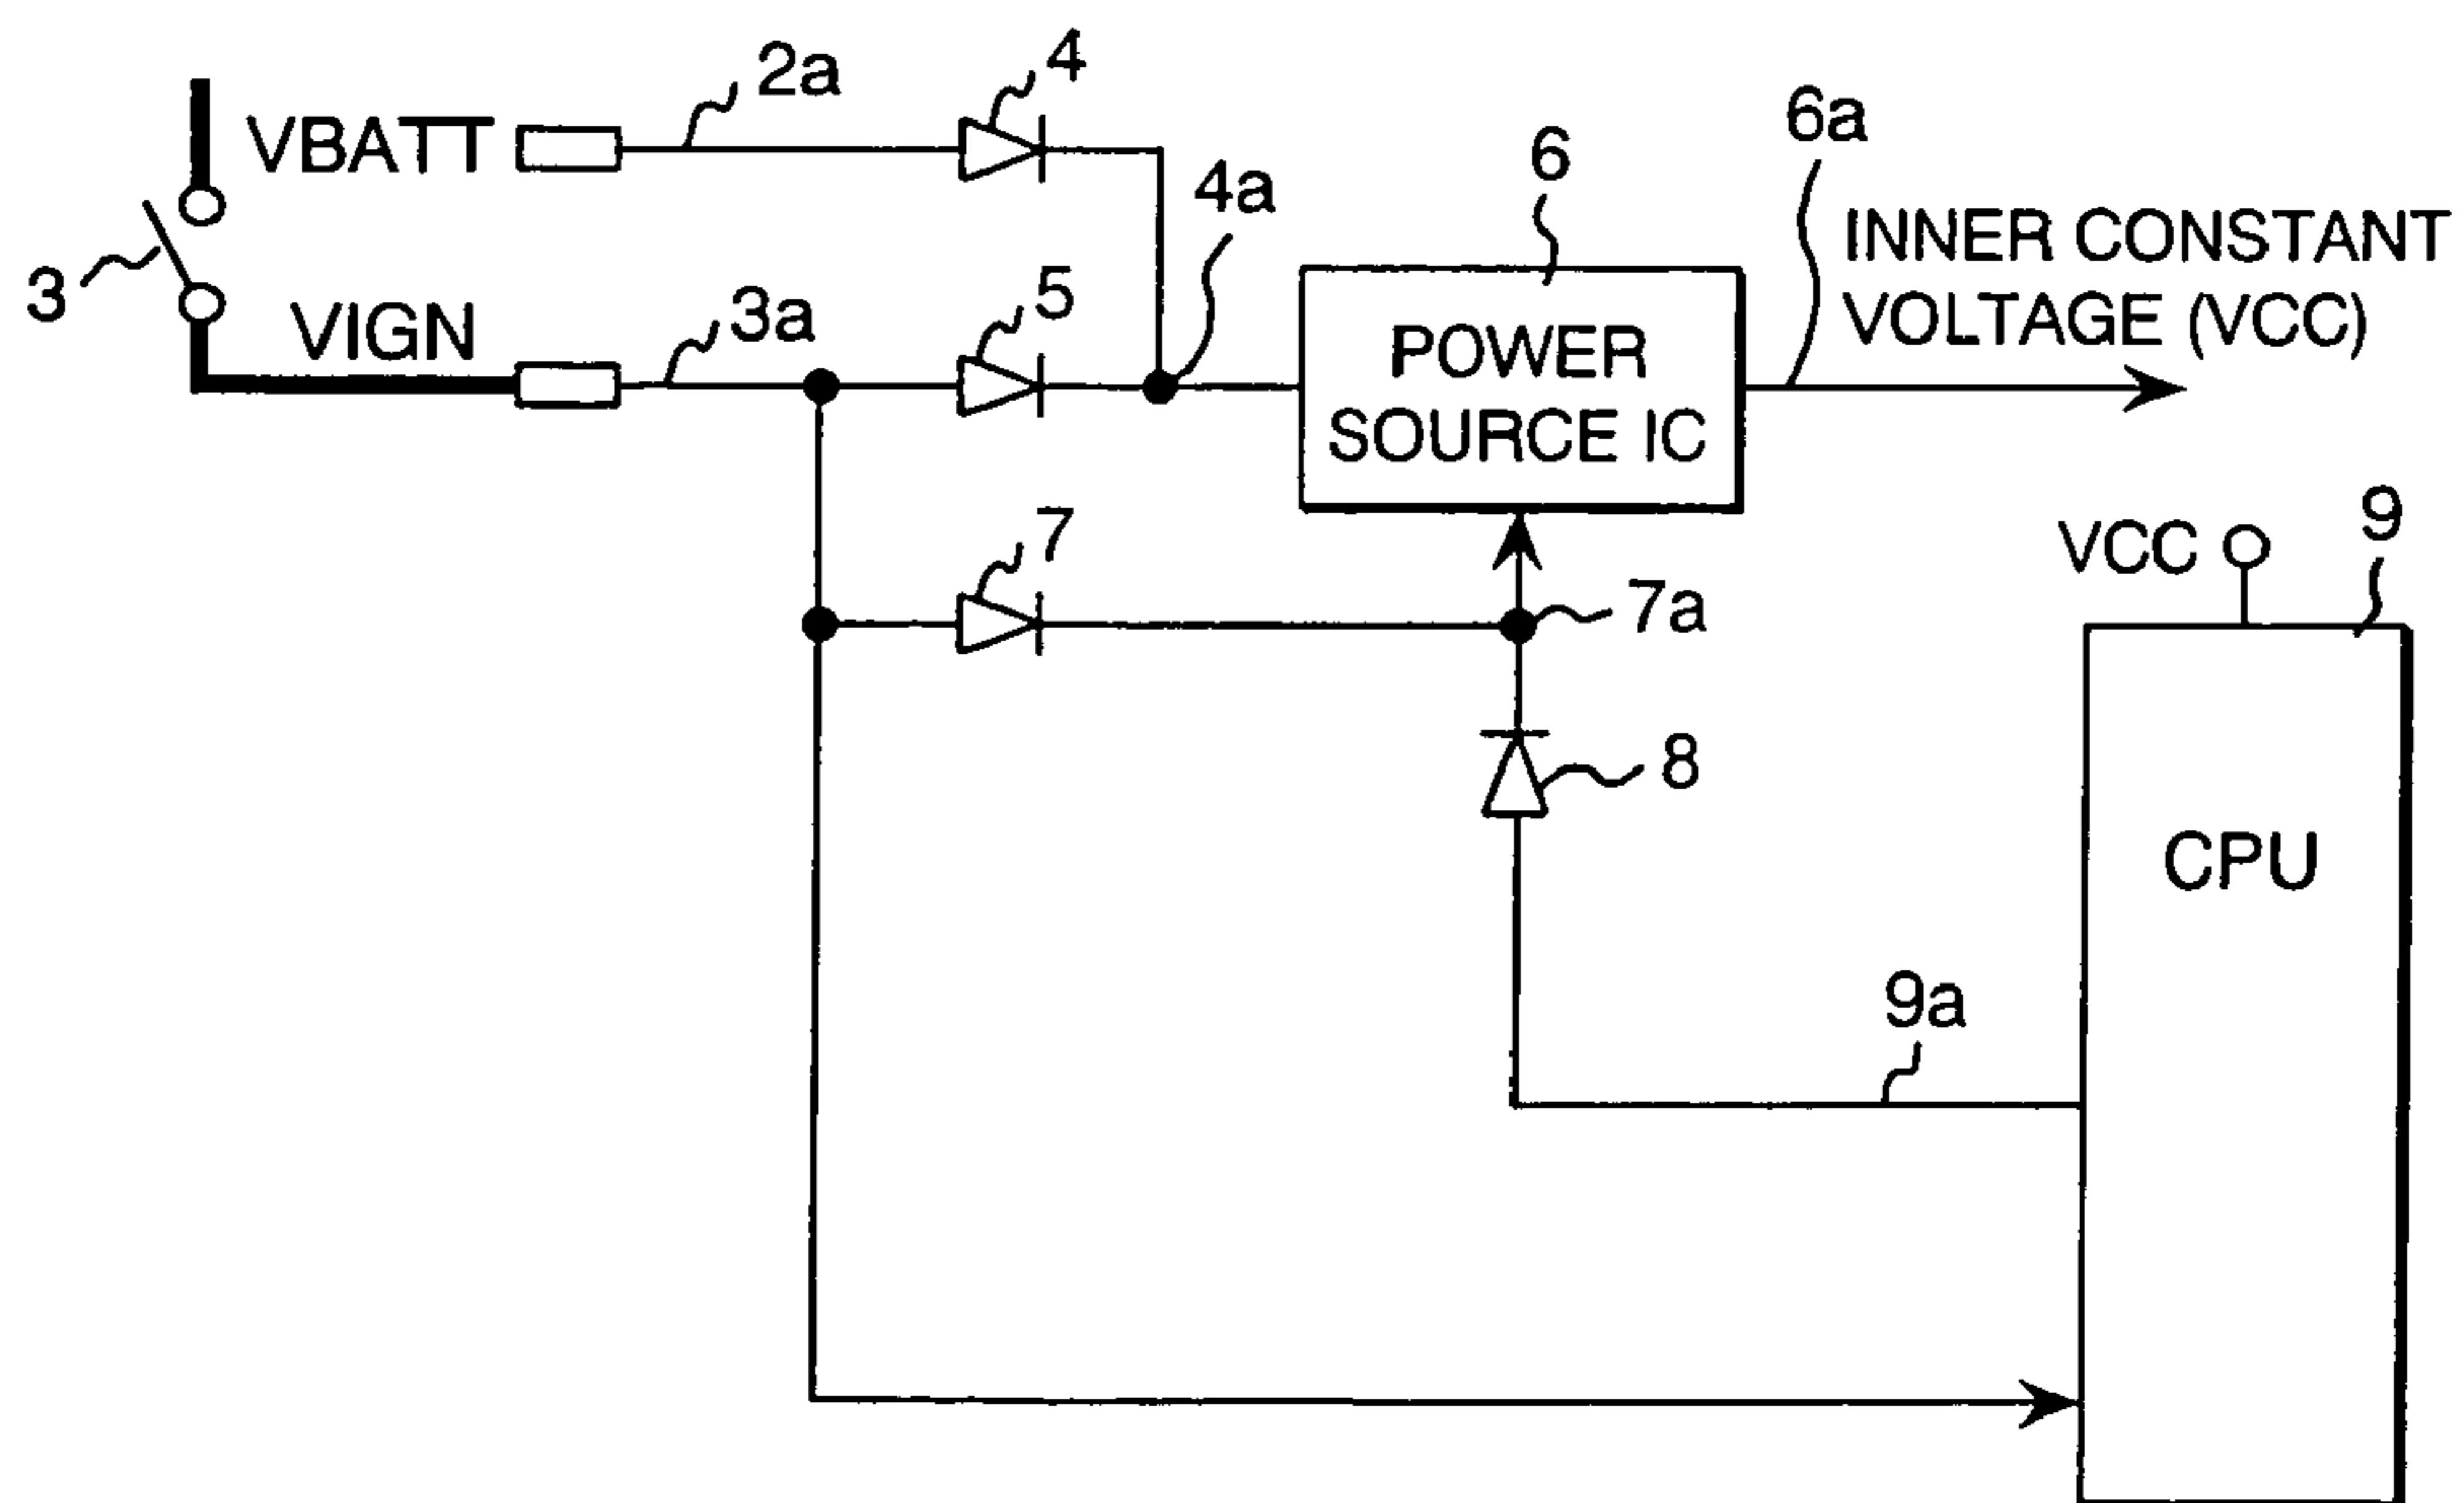 2a
4
VBATT
6a
6
4a
INNER CONSTANT
VOLTAGE (VCC)
3
5
3a
VIGN
POWER
SOURCE IC
9
7
VCC
7a
8
CPU
9a